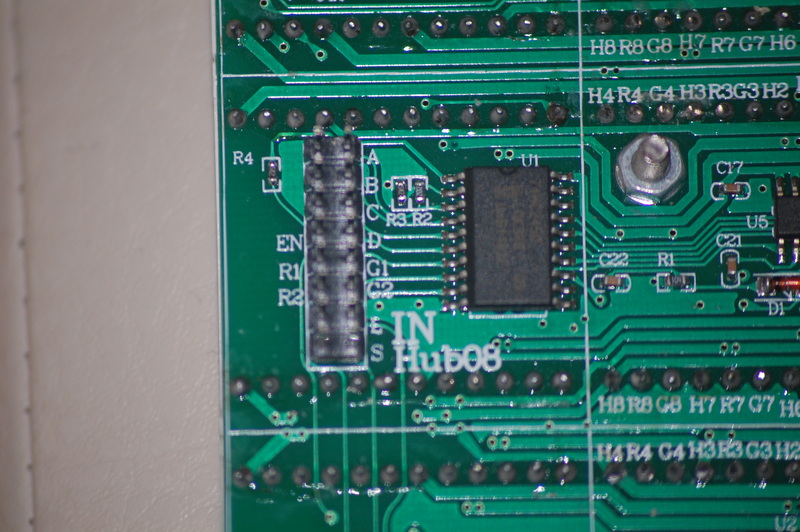 H8 R8 G8 H7 R7 G7 H6
H4 R4 G4 H3 R3 G3 H2
R4
A
U1
B
C17
R3 R2
C
U5
EN
D
C21
R1
G1
C22
R1
R2
G2
D1
E
IN
S
Hub08
H8 R8 G8 H7 R7 G7 H6
H4 R4 G4 H3 R3 G3 H2
U2